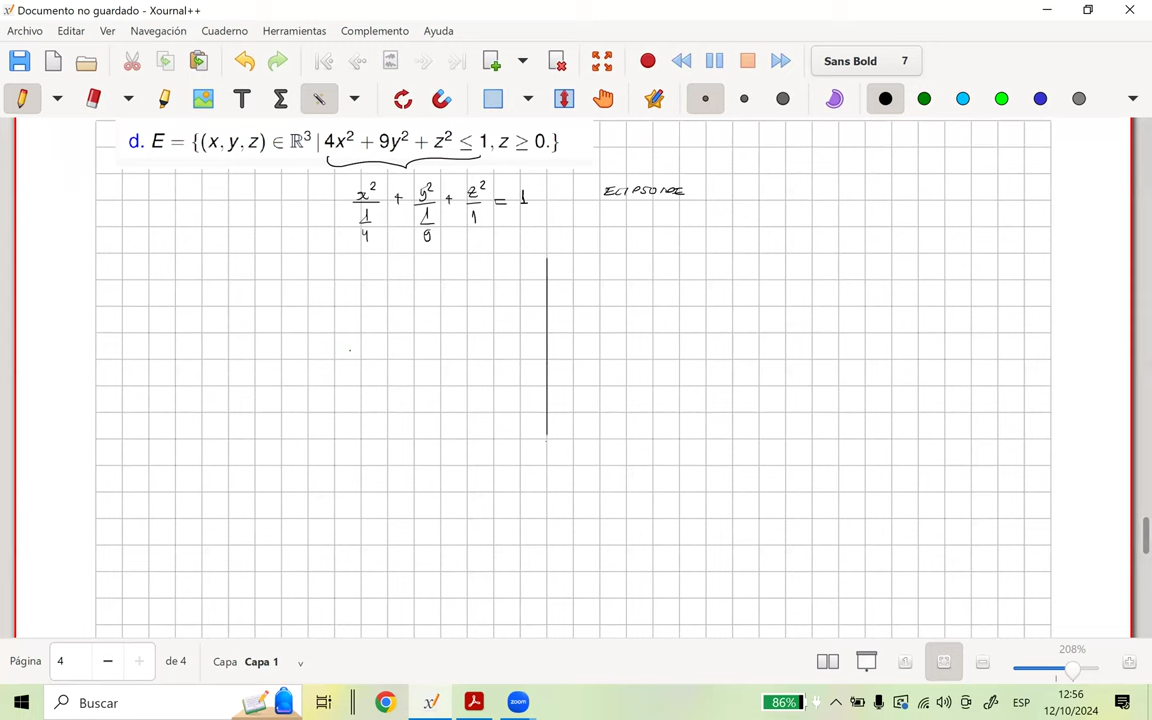 Documento no guardado - Xournal++
Archivo Editar Ver Navegación Cuaderno Herramientas Complemento Ayuda
Sans Bold 7
d. E = {(x, y, z) ∈ ℝ³ | 4x² + 9y² + z² ≤ 1, z ≥ 0.}
x²/(1/4) + y²/(1/9) + z²/1 = 1
ELIPSOIDE
Página 4 de 4 Capa Capa 1 208%
Buscar zoom 86% ESP 12:56
12/10/2024